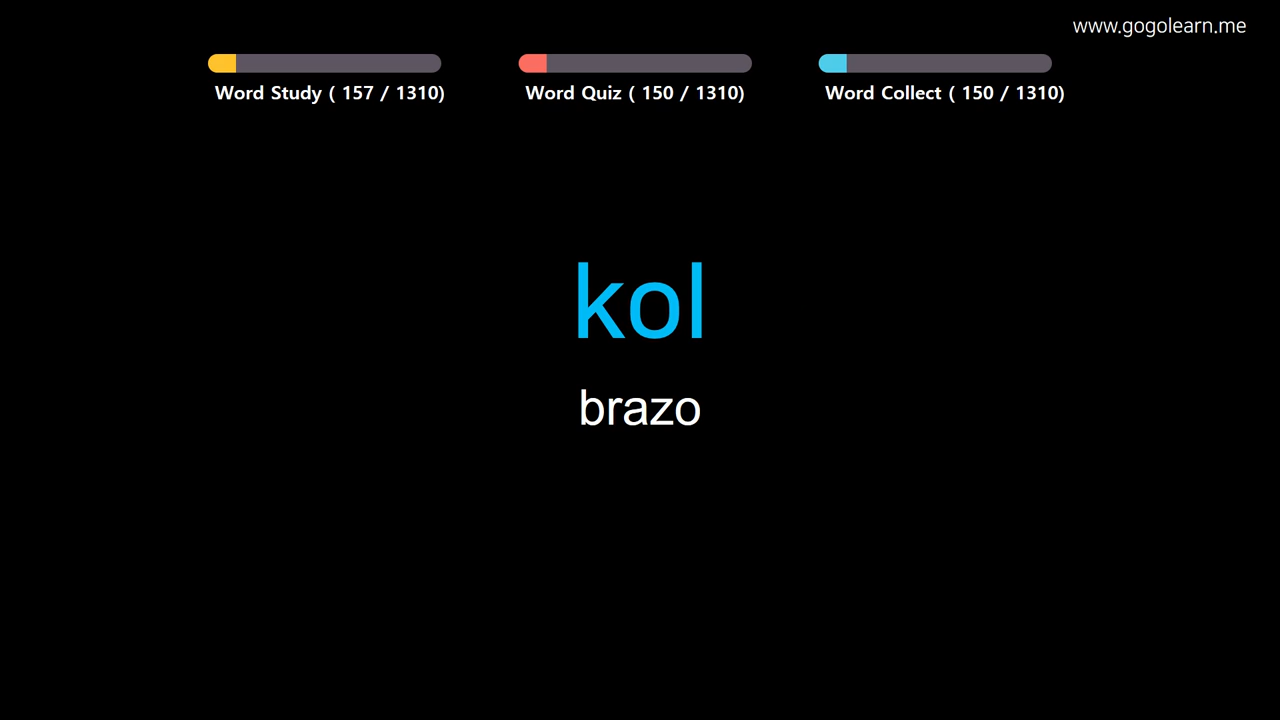 www.gogolearn.me
Word Study ( 157 / 1310)
Word Quiz ( 150 / 1310)
Word Collect ( 150 / 1310)
kol
brazo